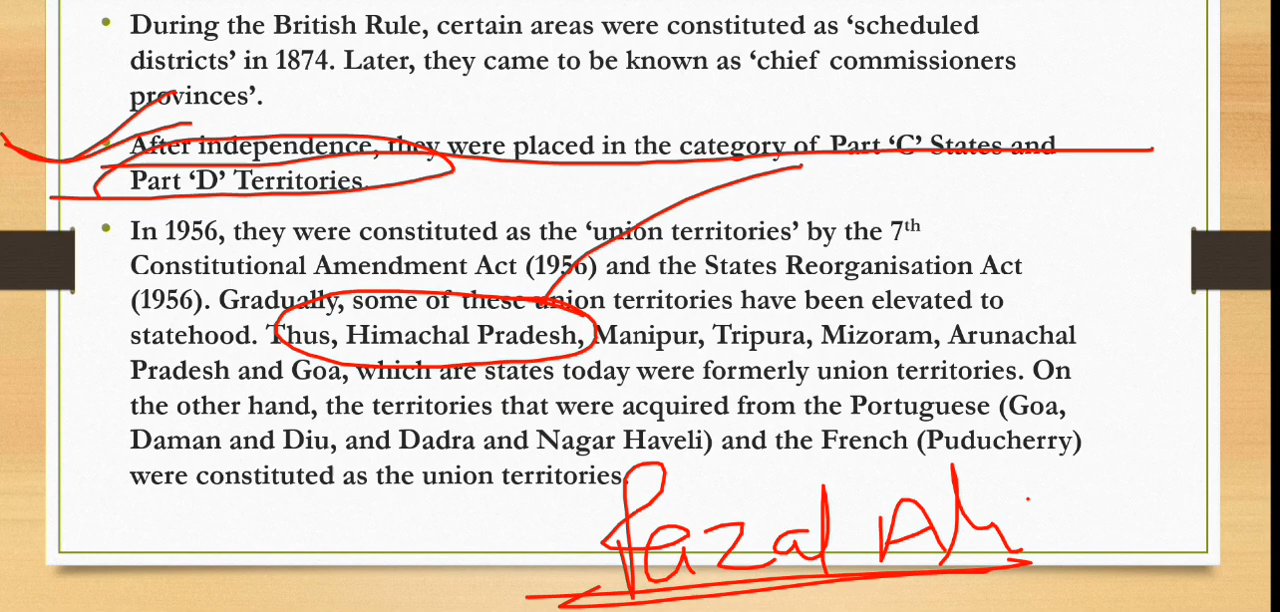 • During the British Rule, certain areas were constituted as ‘scheduled
districts’ in 1874. Later, they came to be known as ‘chief commissioners
provinces’.
• After independence, they were placed in the category of Part ‘C’ States and
Part ‘D’ Territories.
• In 1956, they were constituted as the ‘union territories’ by the 7th
Constitutional Amendment Act (1956) and the States Reorganisation Act
(1956). Gradually, some of these union territories have been elevated to
statehood. Thus, Himachal Pradesh, Manipur, Tripura, Mizoram, Arunachal
Pradesh and Goa, which are states today were formerly union territories. On
the other hand, the territories that were acquired from the Portuguese (Goa,
Daman and Diu, and Dadra and Nagar Haveli) and the French (Puducherry)
were constituted as the union territories.
Fazal Ali